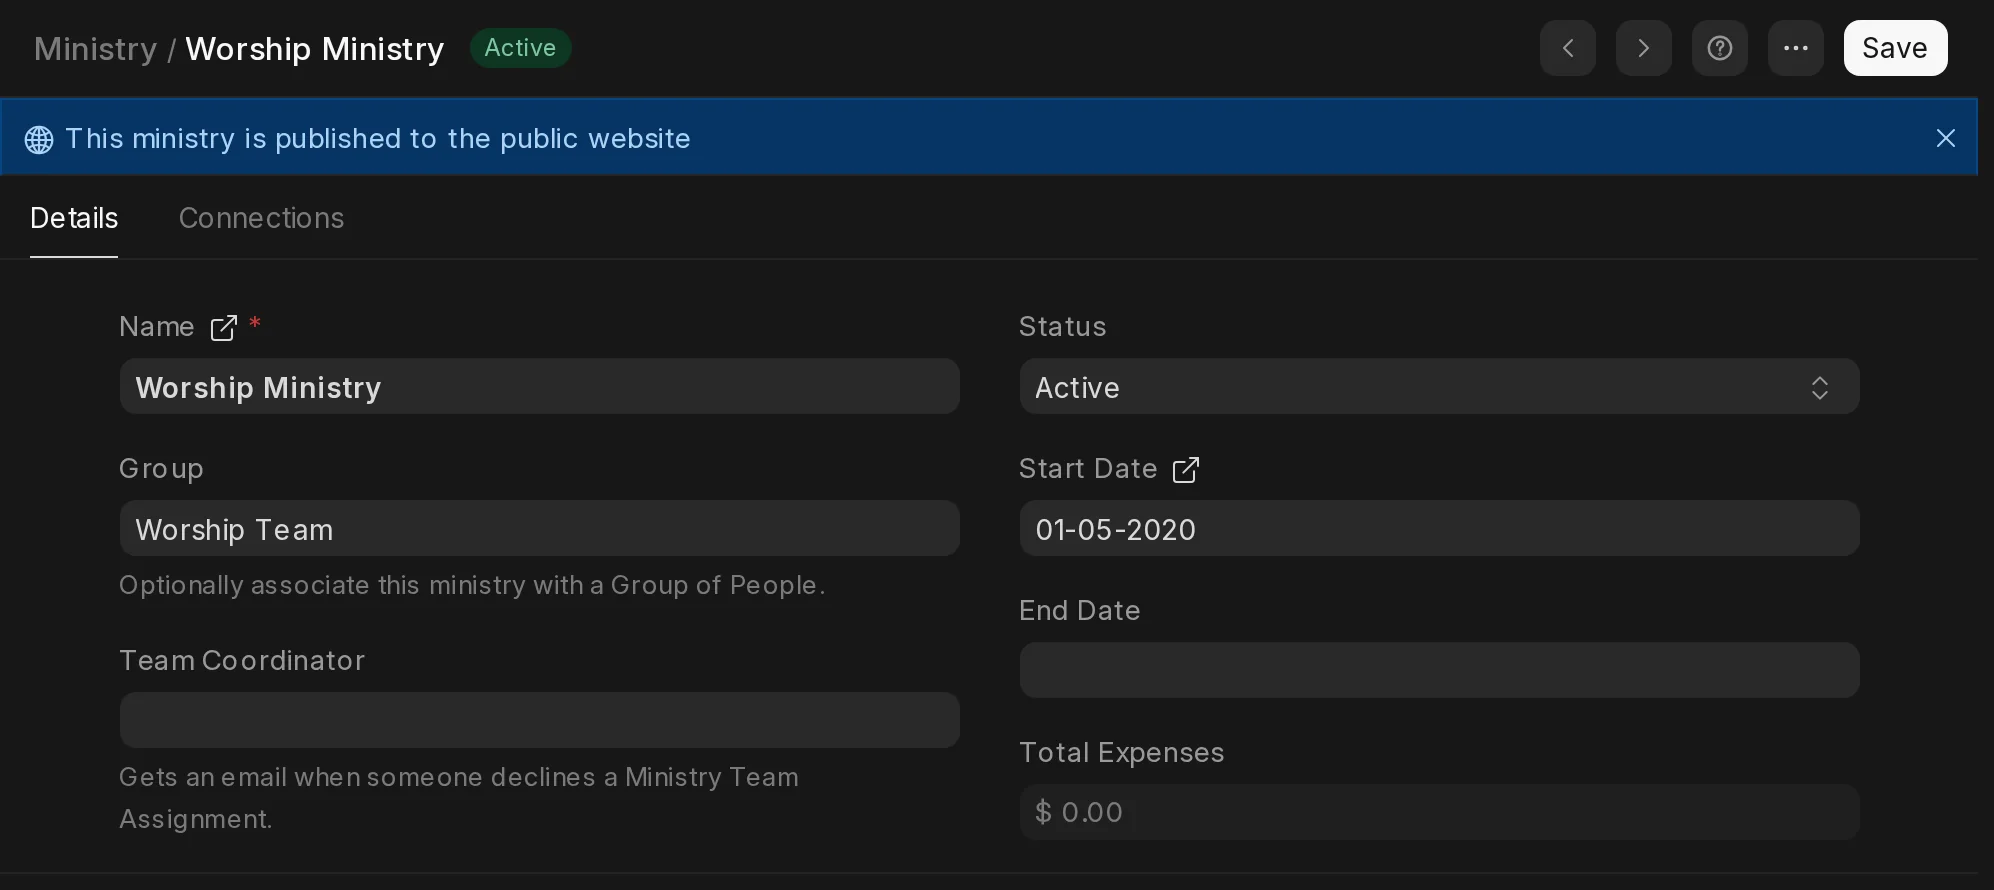 Ministry / Worship Ministry Active Save
This ministry is published to the public website
Details Connections
Name *
Worship Ministry
Group
Worship Team
Optionally associate this ministry with a Group of People.
Team Coordinator
Gets an email when someone declines a Ministry Team
Assignment.
Status
Active
Start Date
01-05-2020
End Date
Total Expenses
$ 0.00